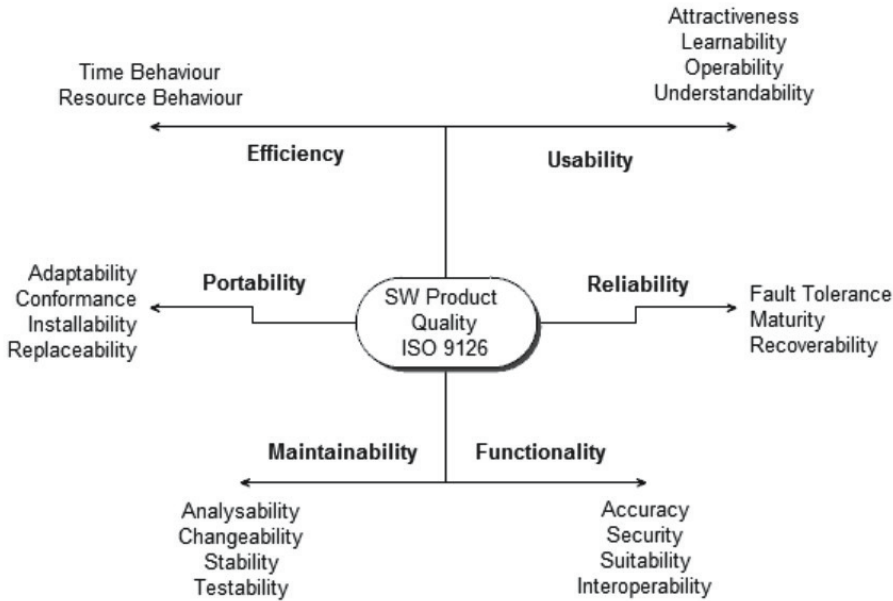 Attractiveness
Learnability
Operability
Understandability
Time Behaviour
Resource Behaviour
Efficiency
Usability
Adaptability
Conformance
Installability
Replaceability
Portability
SW Product
Quality
ISO 9126
Reliability
Fault Tolerance
Maturity
Recoverability
Maintainability
Functionality
Analysability
Changeability
Stability
Testability
Accuracy
Security
Suitability
Interoperability